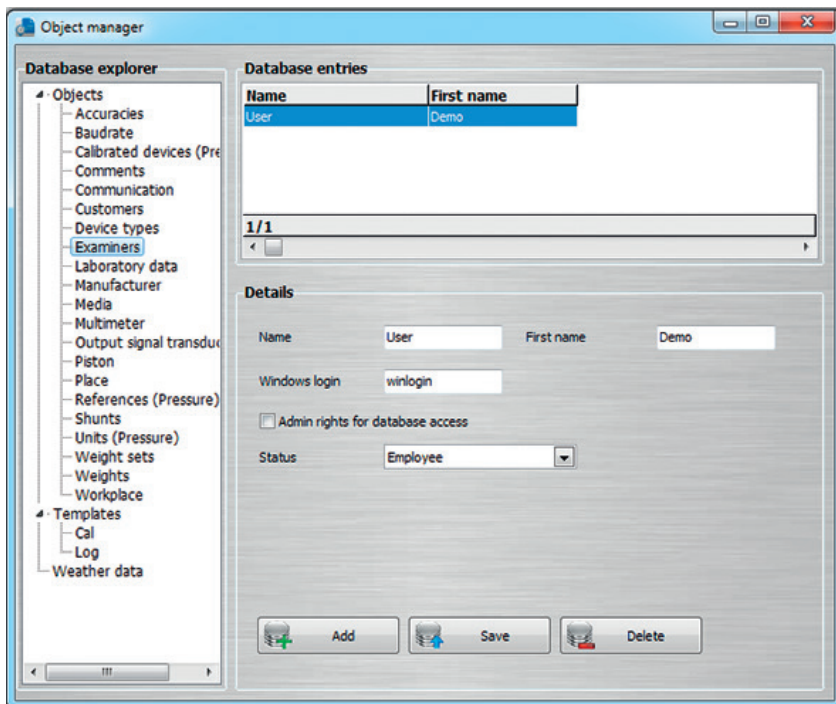 Object manager
Database explorer
Objects
Accuracies
Baudrate
Calibrated devices (Pre
Comments
Communication
Customers
Device types
Examiners
Laboratory data
Manufacturer
Media
Multimeter
Output signal transduc
Piston
Place
References (Pressure)
Shunts
Units (Pressure)
Weight sets
Weights
Workplace
Templates
Cal
Log
Weather data
Database entries
Name First name
User Demo
1/1
Details
Name User First name Demo
Windows login winlogin
Admin rights for database access
Status Employee
Add Save Delete